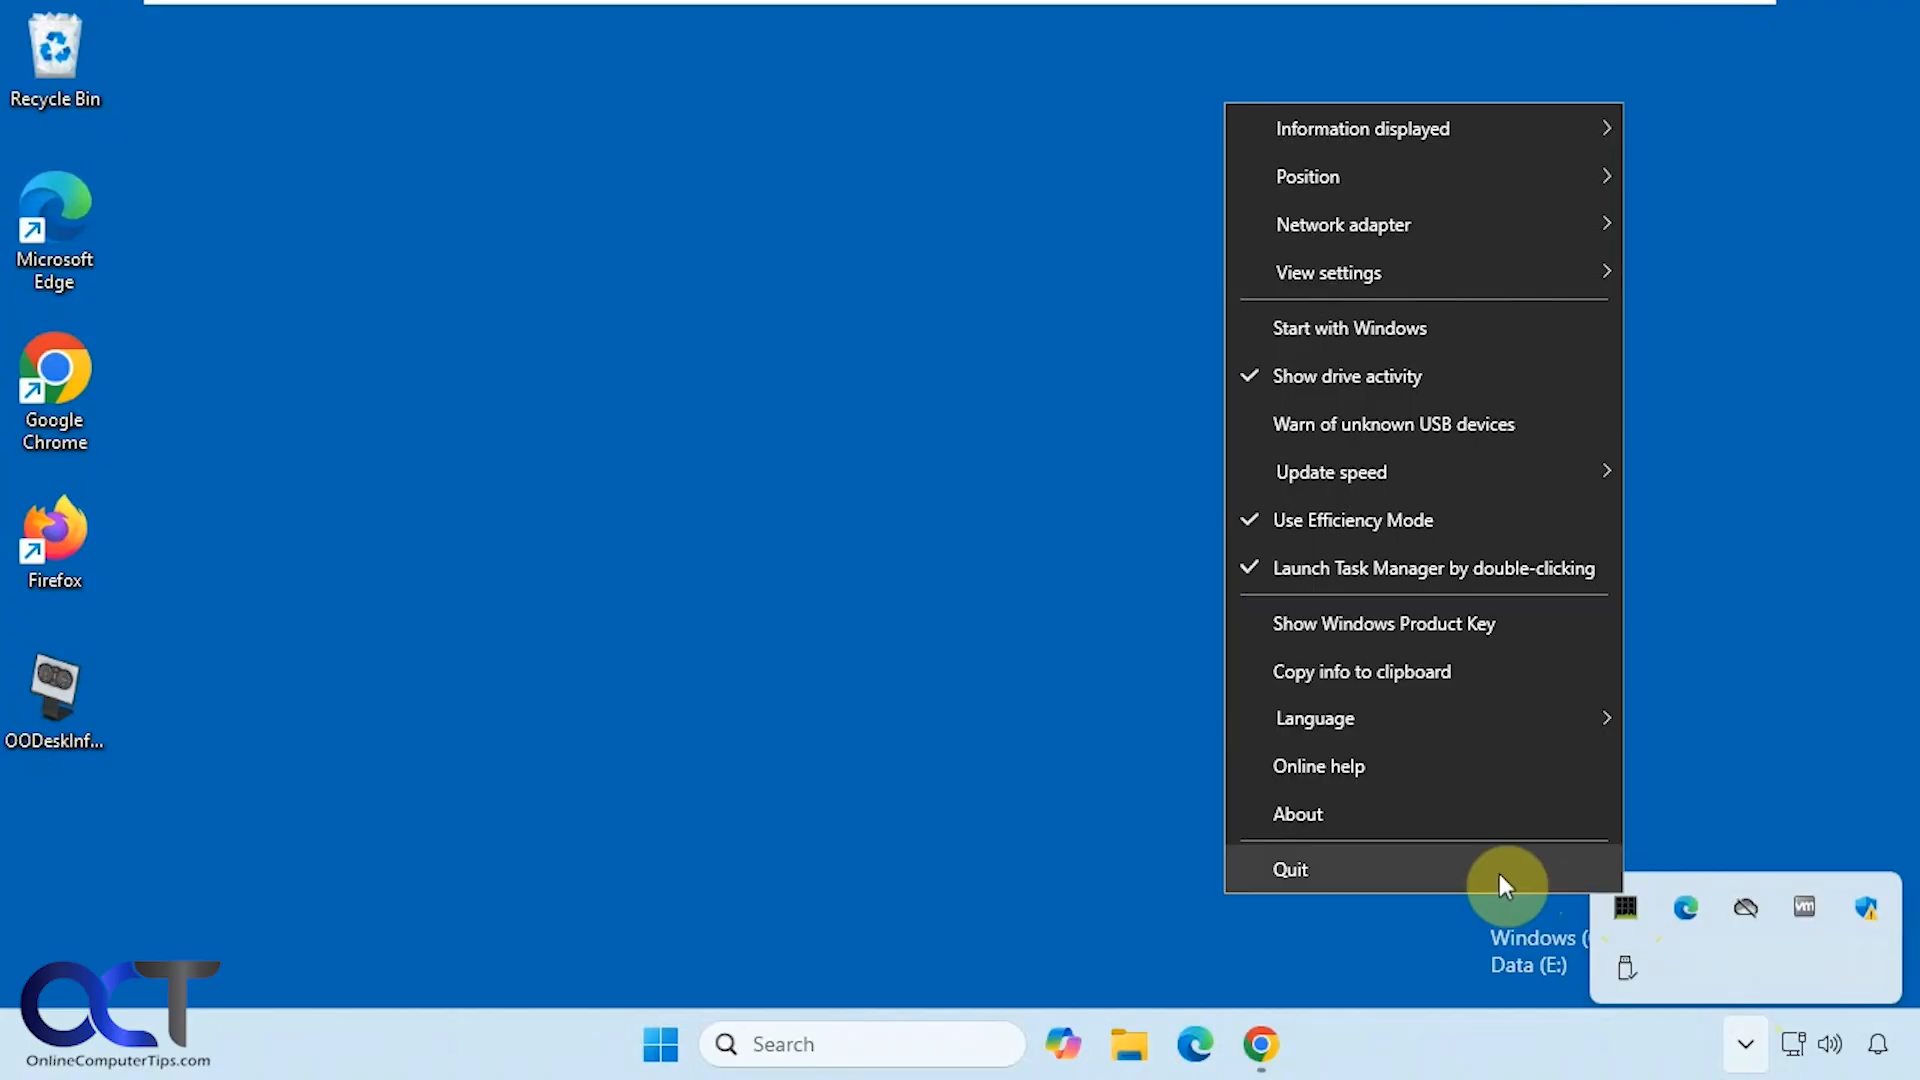 Recycle Bin
Microsoft
Edge
Google
Chrome
Firefox
OODeskInf...
Information displayed
Position
Network adapter
View settings
Start with Windows
Show drive activity
Warn of unknown USB devices
Update speed
Use Efficiency Mode
Launch Task Manager by double-clicking
Show Windows Product Key
Copy info to clipboard
Language
Online help
About
Quit
Windows (
Data (E:)
vm
OCT
OnlineComputerTips.com
Search